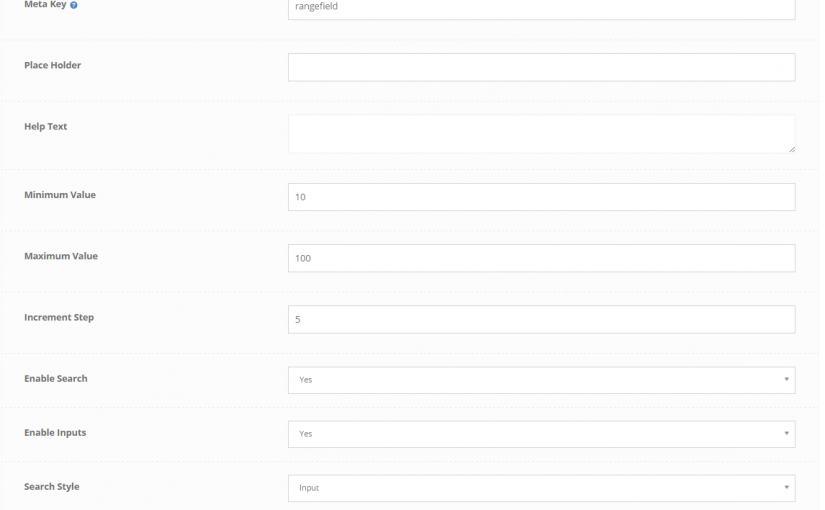 Meta Key ?
rangefield
Place Holder
Help Text
Minimum Value
10
Maximum Value
100
Increment Step
5
Enable Search
Yes
Enable Inputs
Yes
Search Style
Input